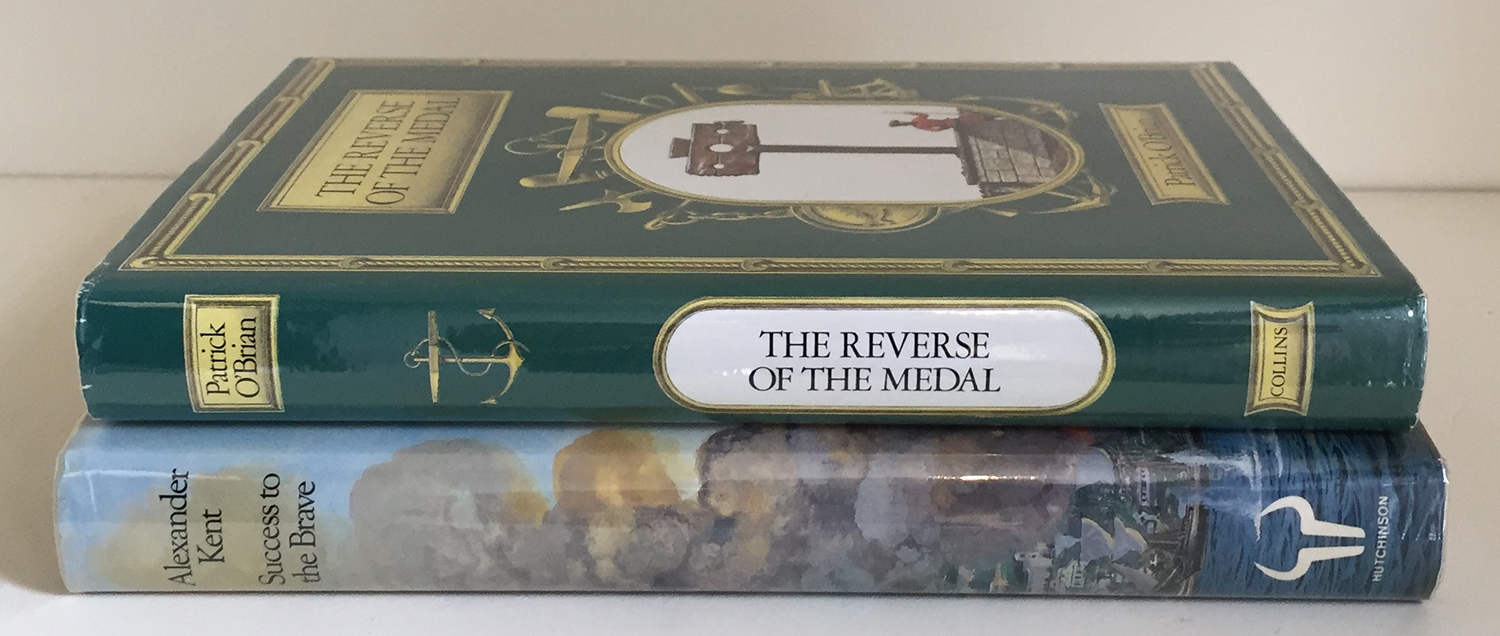 THE REVERSE
OF THE MEDAL
Patrick O'Brian
Patrick
O'Brian
THE REVERSE
OF THE MEDAL
COLLINS
Alexander
Kent
Success to
the Brave
HUTCHINSON